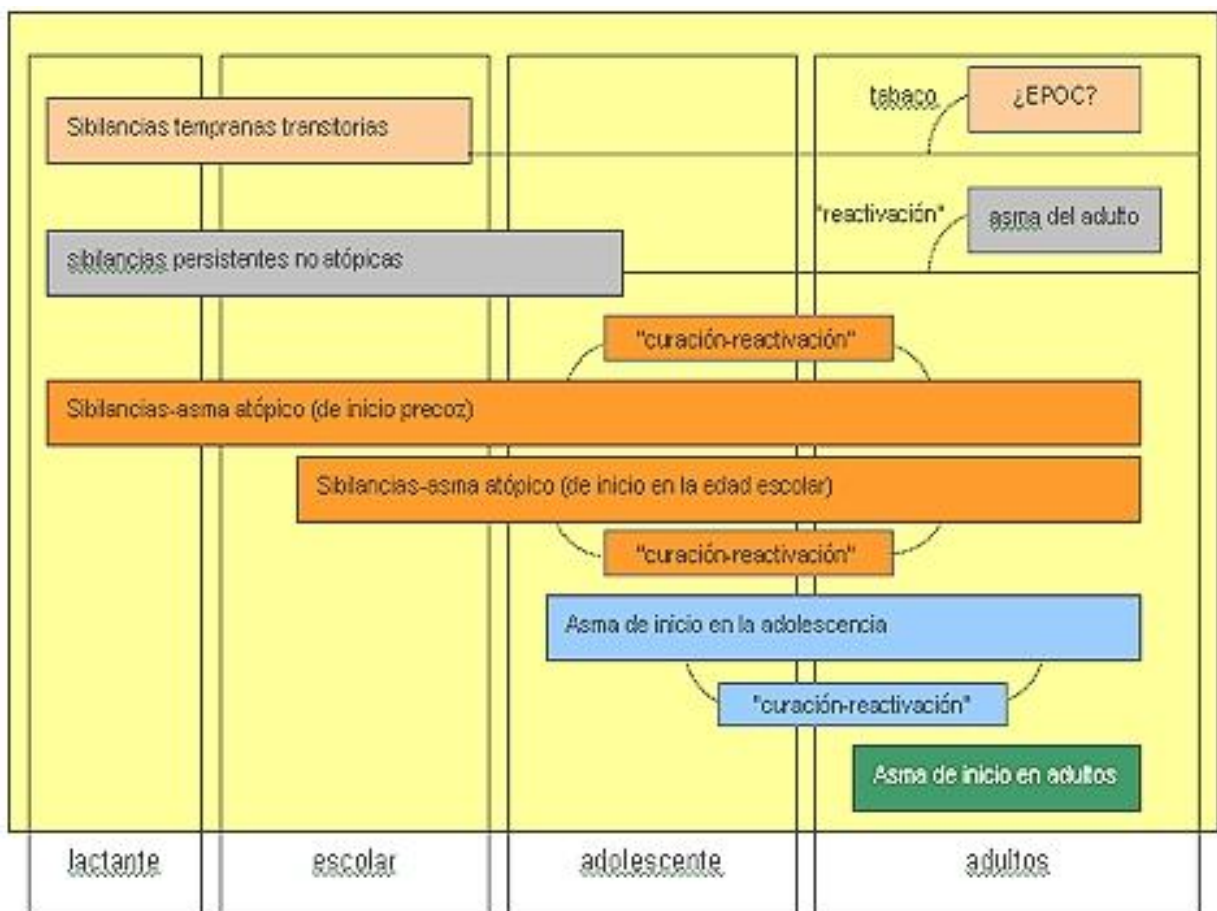 tabaco
¿EPOC?
Sibilancias tempranas transitorias
"reactivación"
asma del adulto
sibilancias persistentes no atópicas
"curación-reactivación"
Sibilancias-asma atópico (de inicio precoz)
Sibilancias-asma atópico (de inicio en la edad escolar)
"curación-reactivación"
Asma de inicio en la adolescencia
"curación-reactivación"
Asma de inicio en adultos
lactante
escolar
adolescente
adultos